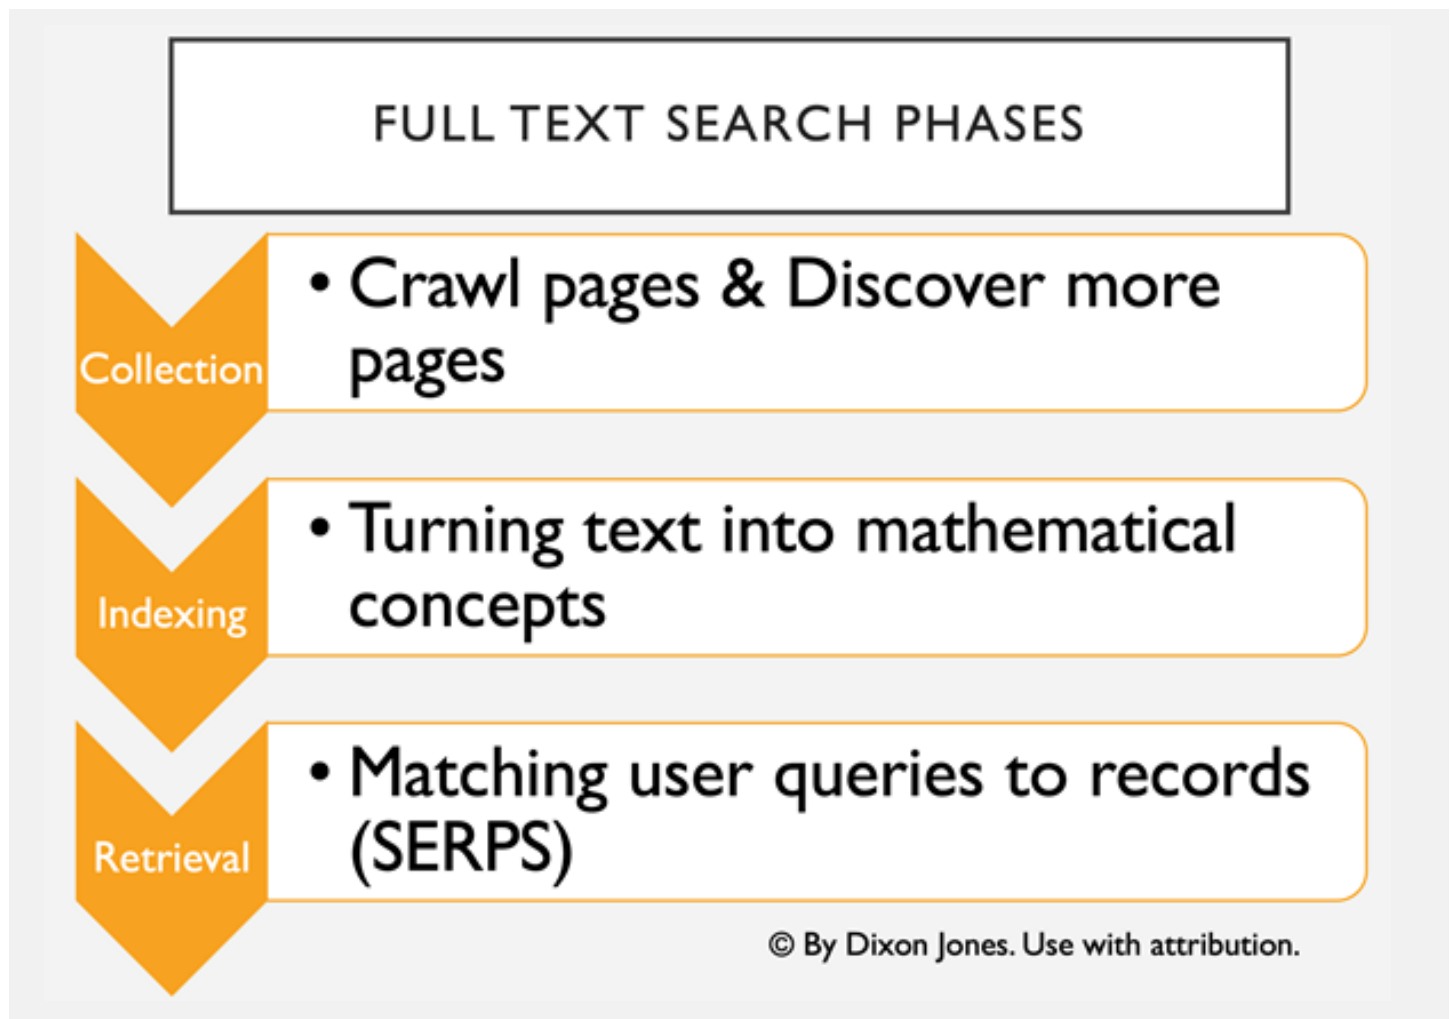 FULL TEXT SEARCH PHASES
Collection
• Crawl pages & Discover more
pages
Indexing
• Turning text into mathematical
concepts
Retrieval
• Matching user queries to records
(SERPS)
© By Dixon Jones. Use with attribution.